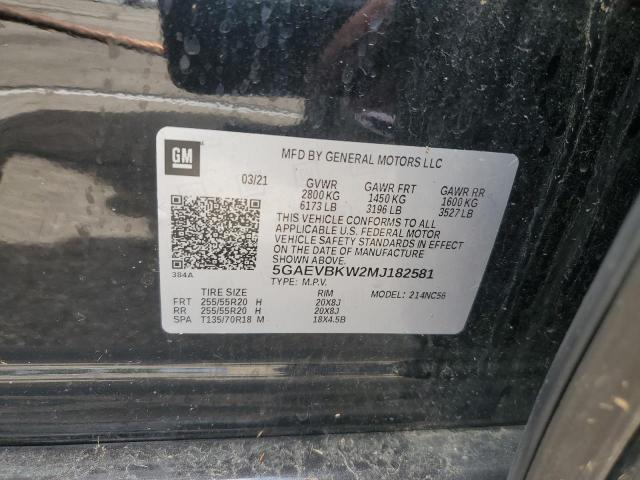 GM
MFD BY GENERAL MOTORS LLC
03/21 GVWR GAWR FRT GAWR RR
2800 KG 1450 KG 1600 KG
6173 LB 3196 LB 3527 LB
THIS VEHICLE CONFORMS TO ALL
APPLICABLE U.S. FEDERAL MOTOR
VEHICLE SAFETY STANDARDS IN EFFECT
ON THE DATE OF MANUFACTURE SHOWN ABOVE.
384A
5GAEVBKW2MJ182581
TYPE: M.P.V. MODEL: 214NC56
TIRE SIZE RIM
FRT 255/55R20 H 20X8J
RR 255/55R20 H 20X8J
SPA T135/70R18 M 18X4.5B